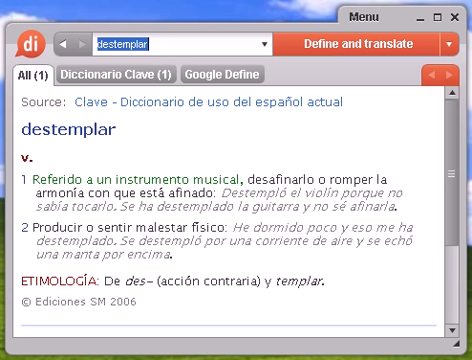 Menu
di
destemplar
Define and translate
All (1)
Diccionario Clave (1)
Google Define
Source: Clave - Diccionario de uso del español actual
destemplar
v.
1 Referido a un instrumento musical, desafinarlo o romper la
armonía con que está afinado: Destempló el violín porque no
sabía tocarlo. Se ha destemplado la guitarra y no sé afinarla.
2 Producir o sentir malestar físico: He dormido poco y eso me ha
destemplado. Se destempló por una corriente de aire y se echó
una manta por encima.
ETIMOLOGÍA: De des- (acción contraria) y templar.
© Ediciones SM 2006